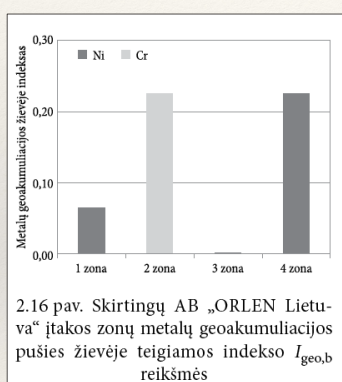 Metalų geoakumuliacijos žievėje indeksas
0,30
0,20
0,10
0,00
Ni
Cr
1 zona
2 zona
3 zona
4 zona
2.16 pav. Skirtingų AB „ORLEN Lietu-
va“ įtakos zonų metalų geoakumuliacijos
pušies žievėje teigiamos indekso Igeo,b
reikšmės